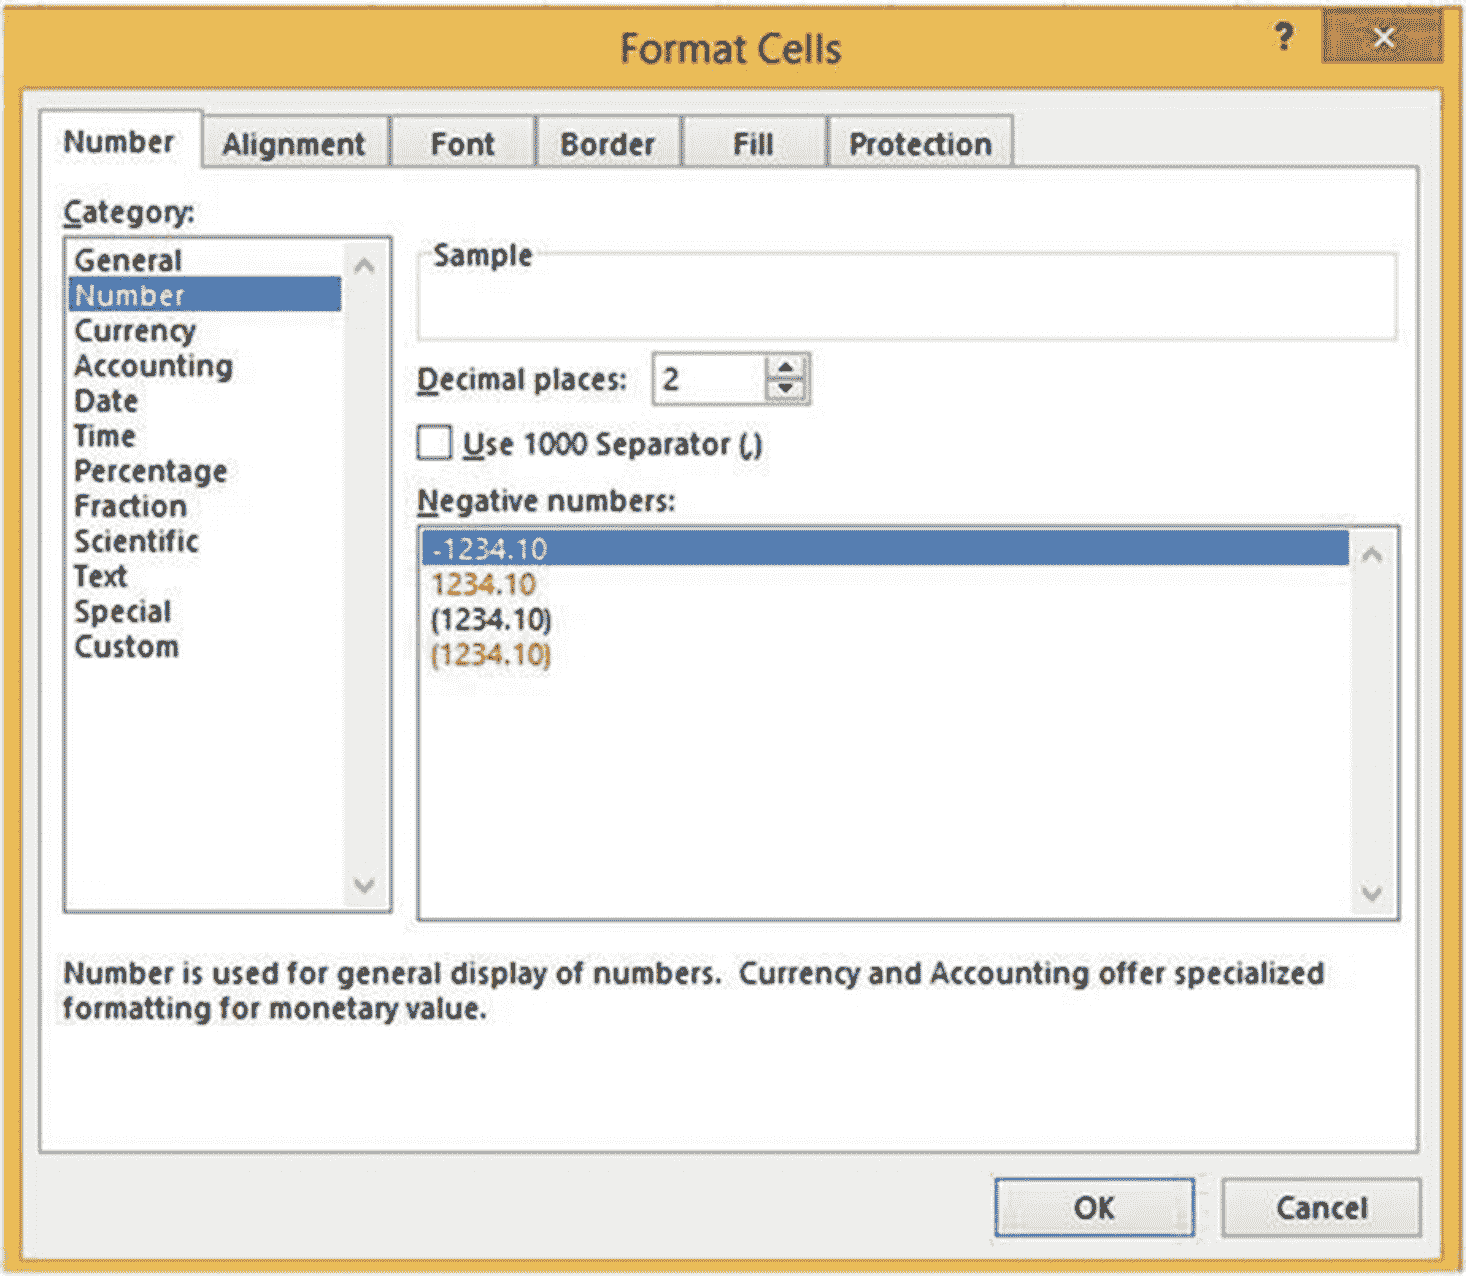 Format Cells
?
Number Alignment Font Border Fill Protection
Category:
General
Number
Currency
Accounting
Date
Time
Percentage
Fraction
Scientific
Text
Special
Custom
Sample
Decimal places: 2
Use 1000 Separator (,)
Negative numbers:
-1234.10
1234.10
(1234.10)
(1234.10)
Number is used for general display of numbers. Currency and Accounting offer specialized
formatting for monetary value.
OK Cancel